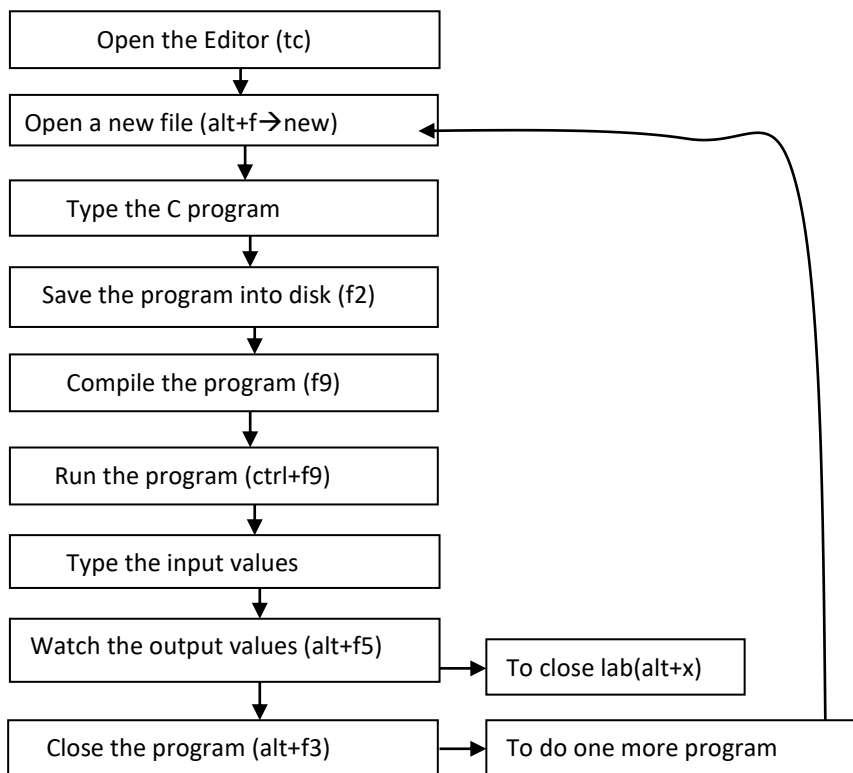 Open the Editor (tc)
Open a new file (alt+f→new)
Type the C program
Save the program into disk (f2)
Compile the program (f9)
Run the program (ctrl+f9)
Type the input values
Watch the output values (alt+f5)
To close lab(alt+x)
Close the program (alt+f3)
To do one more program